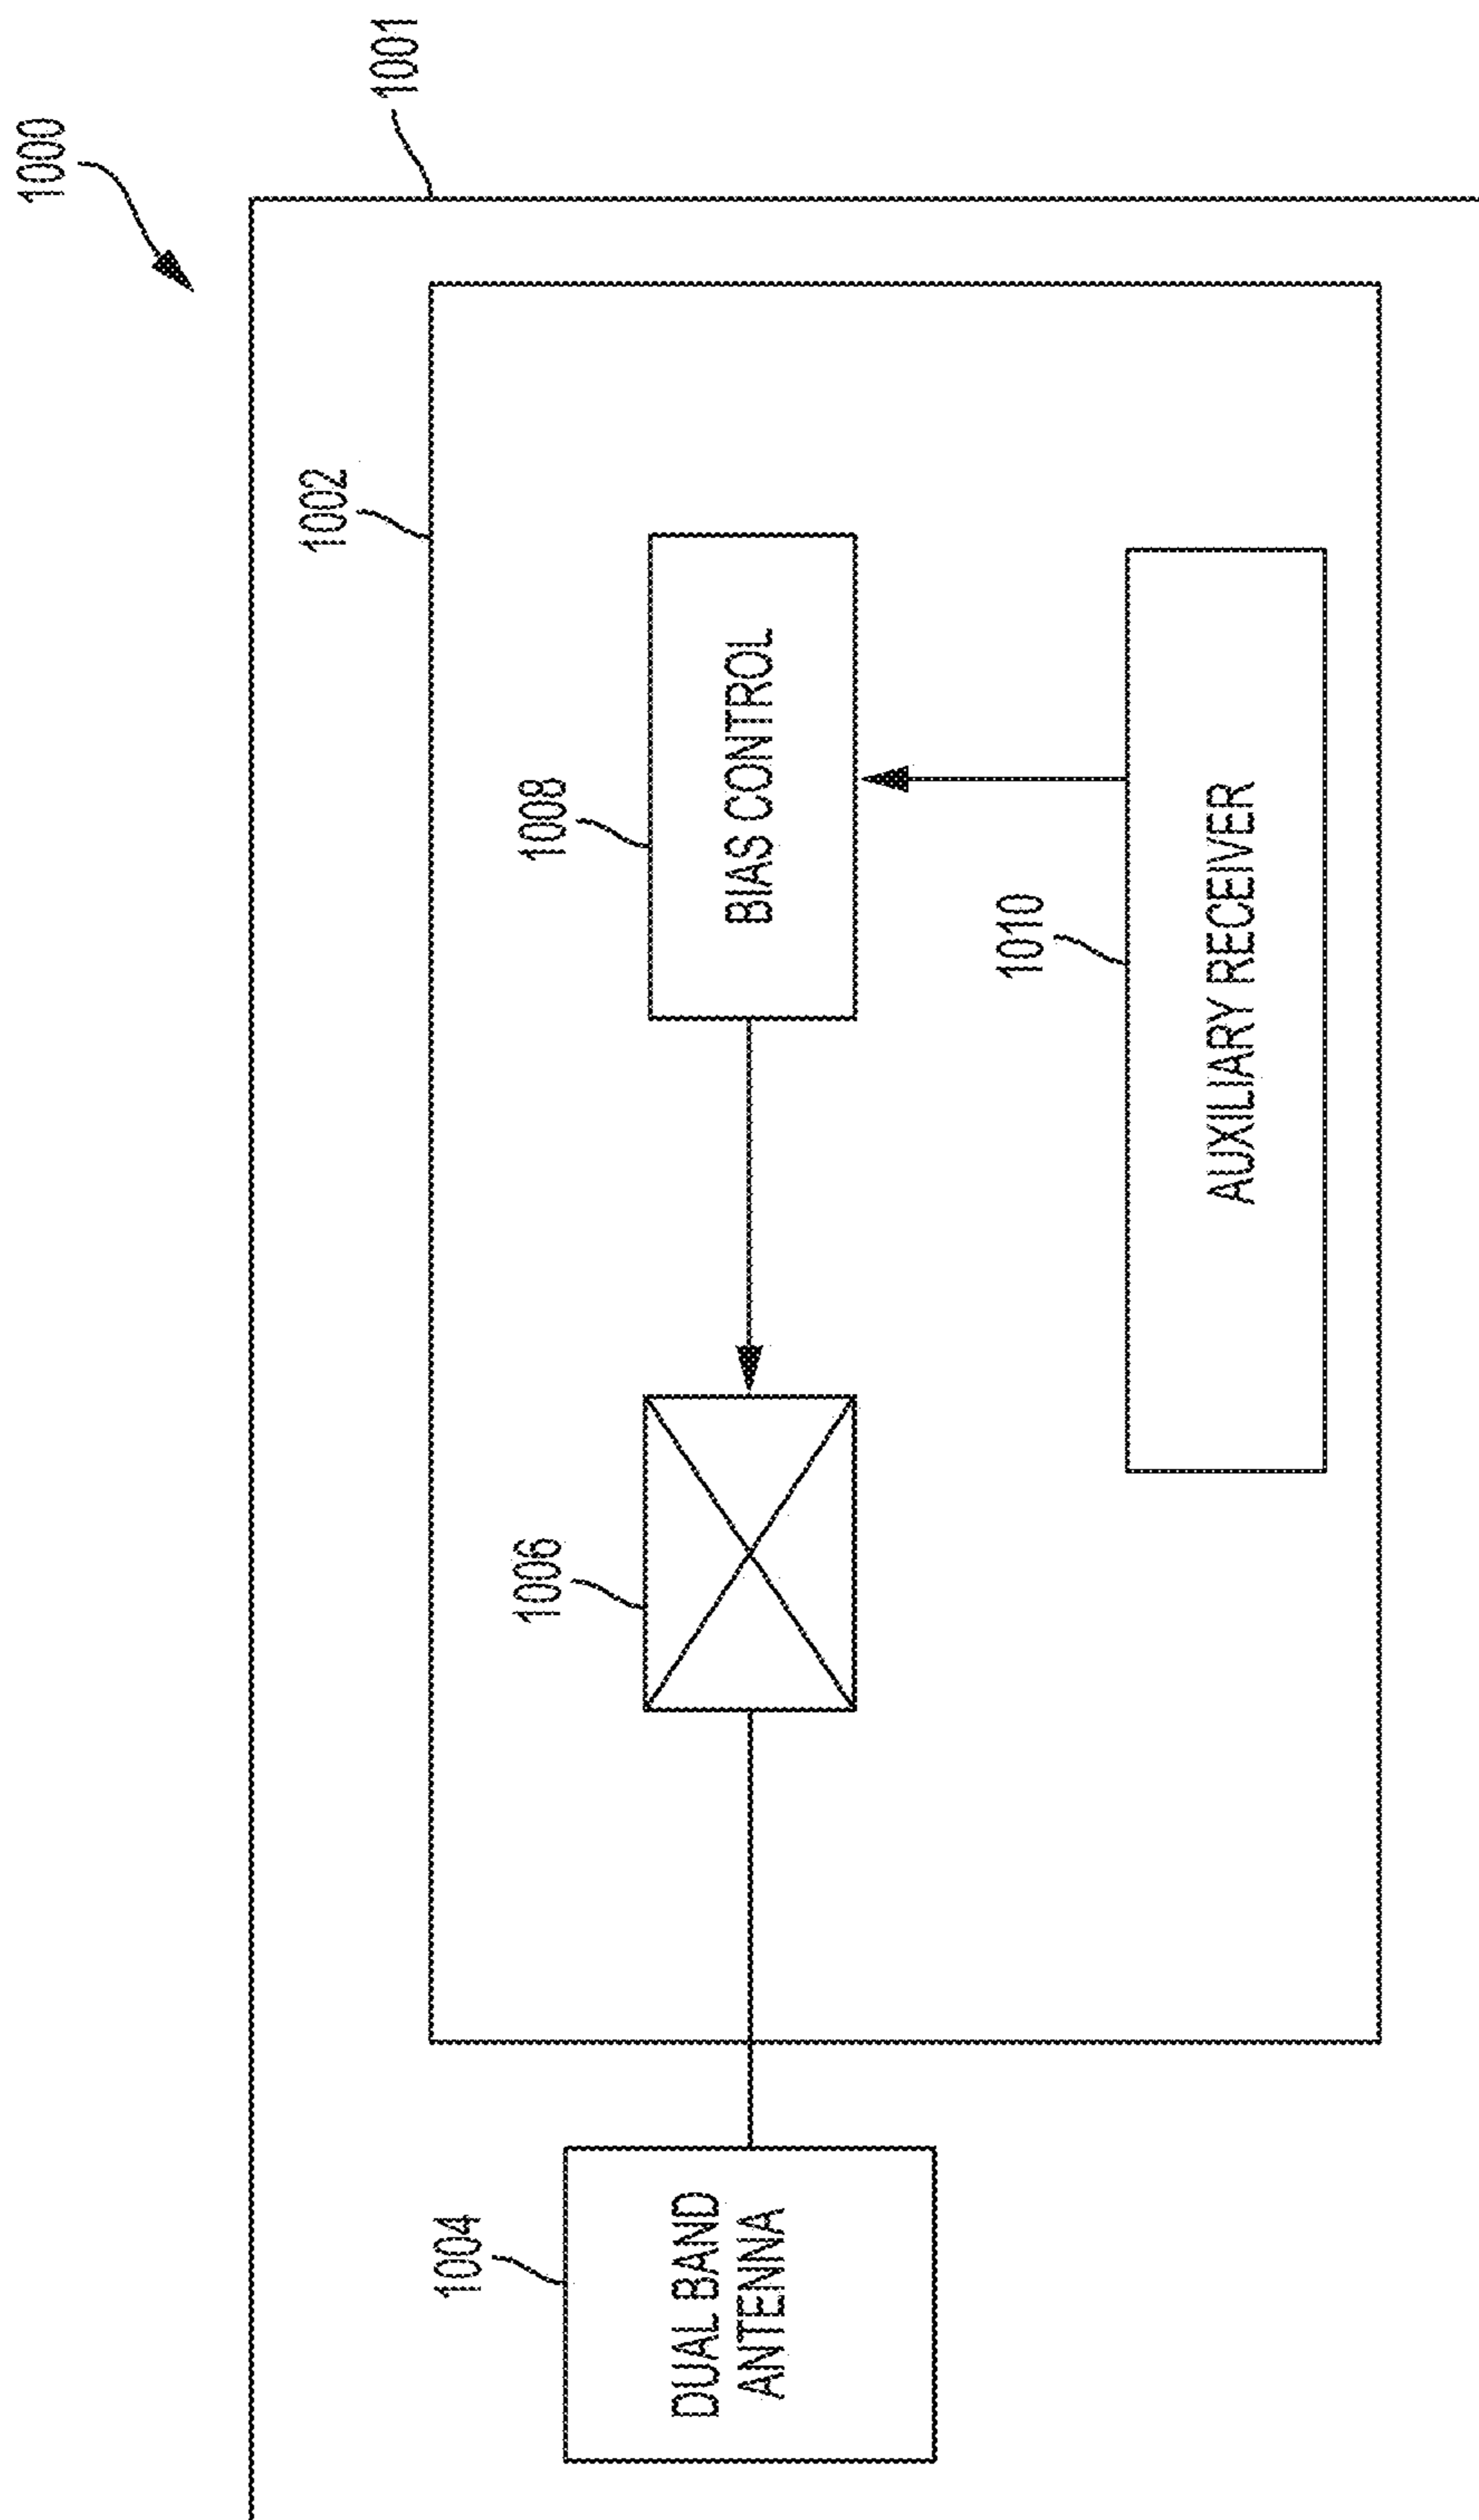 1000
1001
1002
1004
DUAL BAND
ANTENNA
1006
1008
BIAS CONTROL
1010
AUXILIARY RECEIVER